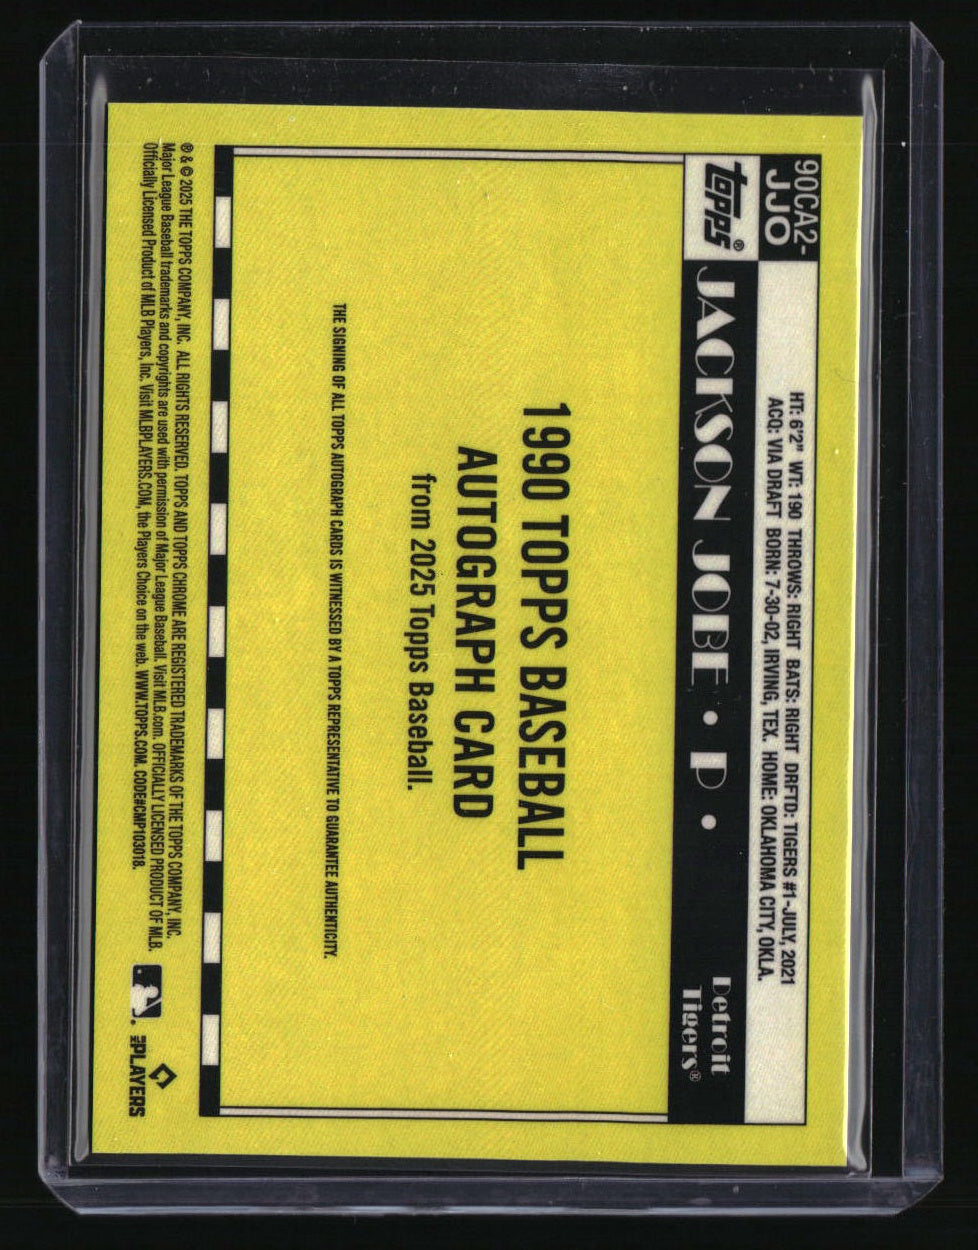 90CA2-
JJO
HT: 6'2" WT: 190 THROWS: RIGHT BATS: RIGHT DRFTD: TIGERS #1-JULY, 2021
ACQ: VIA DRAFT BORN: 7-30-02, IRVING, TEX. HOME: OKLAHOMA CITY, OKLA.
topps®
JACKSON JOBE • P •
Detroit
Tigers®
1990 TOPPS BASEBALL
AUTOGRAPH CARD
from 2025 Topps Baseball.
THE SIGNING OF ALL TOPPS AUTOGRAPH CARDS IS WITNESSED BY A TOPPS REPRESENTATIVE TO GUARANTEE AUTHENTICITY.
® & © 2025 THE TOPPS COMPANY, INC. ALL RIGHTS RESERVED. TOPPS AND TOPPS CHROME ARE REGISTERED TRADEMARKS OF THE TOPPS COMPANY, INC.
Major League Baseball trademarks and copyrights are used with permission of Major League Baseball. Visit MLB.com. OFFICIALLY LICENSED PRODUCT OF MLB
Officially Licensed Product of MLB Players, Inc. Visit MLBPLAYERS.COM, the Players Choice on the web. WWW.TOPPS.COM. CODE#CMP103018.
MLB PLAYERS